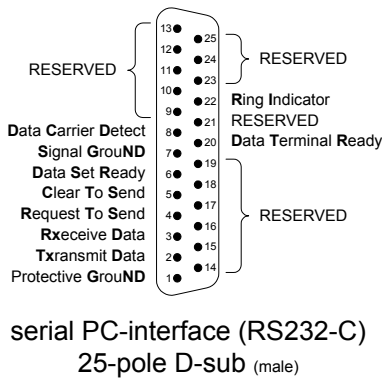 13
25
12
24
RESERVED
11
RESERVED
23
10
22 Ring Indicator
9
21 RESERVED
Data Carrier Detect 8
20 Data Terminal Ready
Signal GrouND 7
19
Data Set Ready 6
18
Clear To Send 5
17
Request To Send 4
RESERVED
16
Rxeceive Data 3
15
Txransmit Data 2
14
Protective GrouND 1
serial PC-interface (RS232-C)
25-pole D-sub (male)